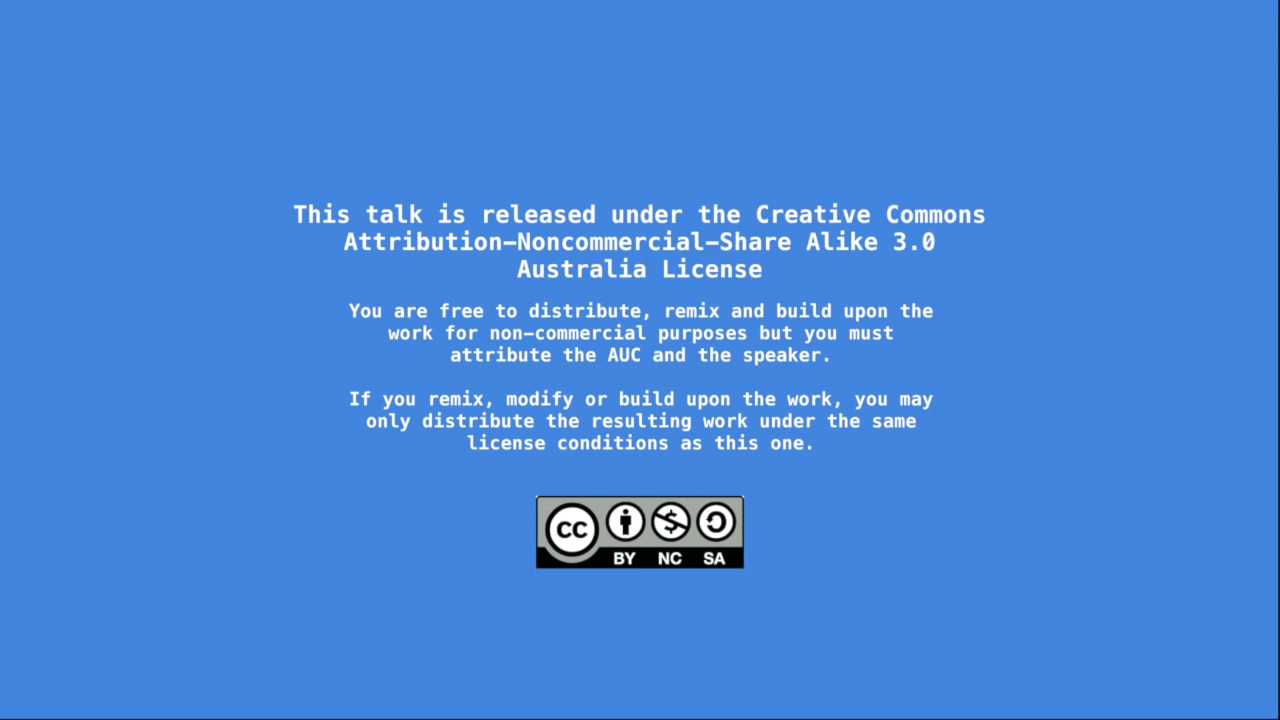 This talk is released under the Creative Commons
Attribution-Noncommercial-Share Alike 3.0
Australia License
You are free to distribute, remix and build upon the
work for non-commercial purposes but you must
attribute the AUC and the speaker.
If you remix, modify or build upon the work, you may
only distribute the resulting work under the same
license conditions as this one.
CC
BY NC SA